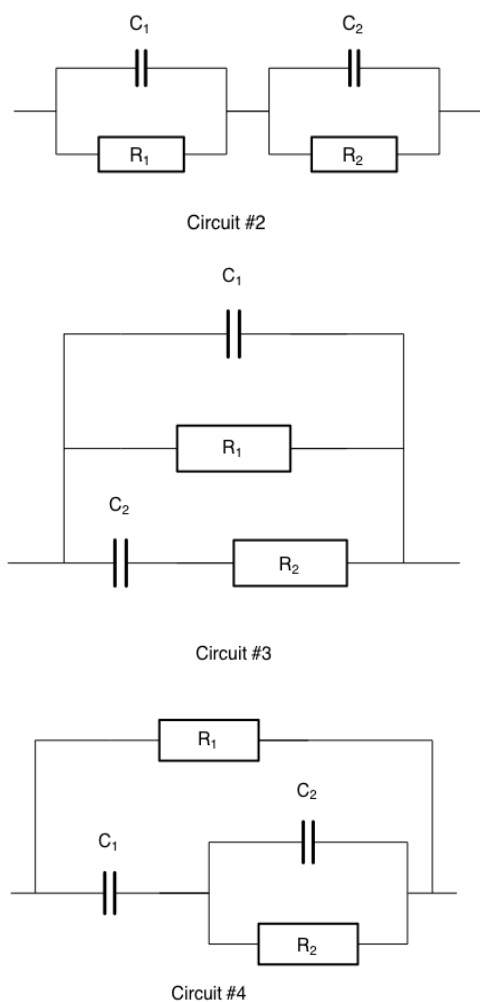 C₁ C₂
R₁ R₂
Circuit #2
C₁
R₁
C₂
R₂
Circuit #3
R₁
C₂
C₁
R₂
Circuit #4